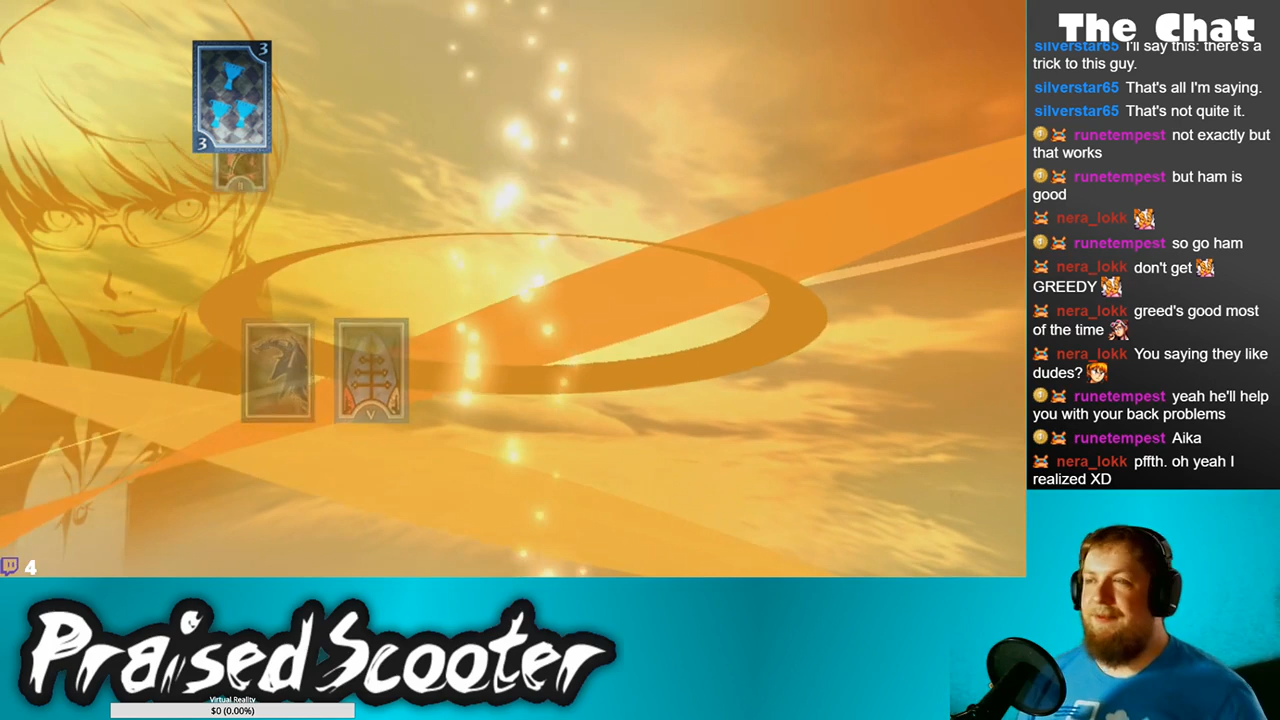 3
3
II
V
4
The Chat
silverstar65 I'll say this: there's a
trick to this guy.
silverstar65 That's all I'm saying.
silverstar65 That's not quite it.
runetempest not exactly but
that works
runetempest but ham is
good
nera_lokk
runetempest so go ham
nera_lokk don't get
GREEDY
nera_lokk greed's good most
of the time
nera_lokk You saying they like
dudes?
runetempest yeah he'll help
you with your back problems
runetempest Aika
nera_lokk pffth. oh yeah I
realized XD
PraisedScooter
Virtual Reality
$0 (0.00%)